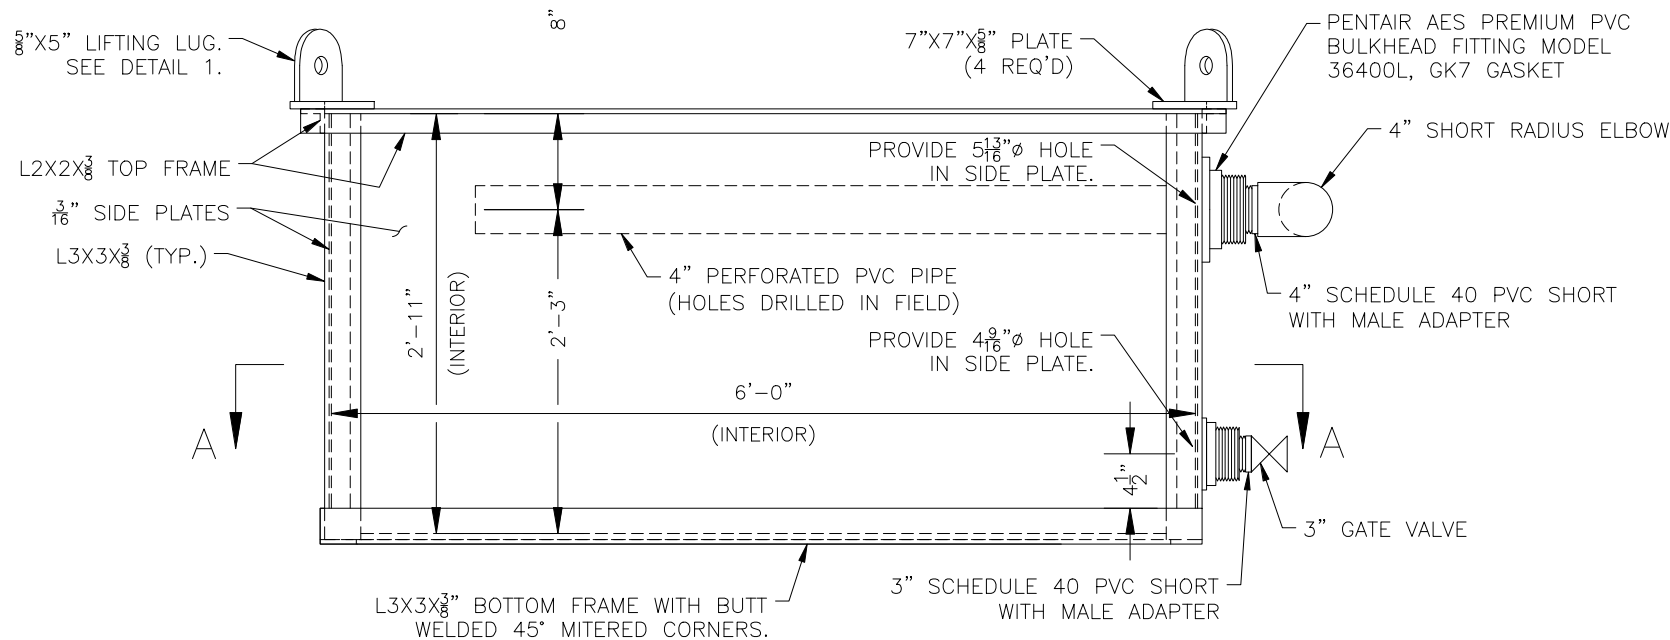 8"
5/8"X5" LIFTING LUG.
SEE DETAIL 1.
7"X7"X5/8" PLATE
(4 REQ'D)
PENTAIR AES PREMIUM PVC
BULKHEAD FITTING MODEL
36400L, GK7 GASKET
4" SHORT RADIUS ELBOW
L2X2X3/8 TOP FRAME
PROVIDE 5 13/16"ø HOLE
IN SIDE PLATE.
3/16" SIDE PLATES
L3X3X3/8 (TYP.)
4" PERFORATED PVC PIPE
(HOLES DRILLED IN FIELD)
4" SCHEDULE 40 PVC SHORT
WITH MALE ADAPTER
2'-11"
(INTERIOR)
2'-3"
PROVIDE 4 9/16"ø HOLE
IN SIDE PLATE.
6'-0"
(INTERIOR)
A
A
4 1/2"
3" GATE VALVE
3" SCHEDULE 40 PVC SHORT
WITH MALE ADAPTER
L3X3X3/8" BOTTOM FRAME WITH BUTT
WELDED 45° MITERED CORNERS.